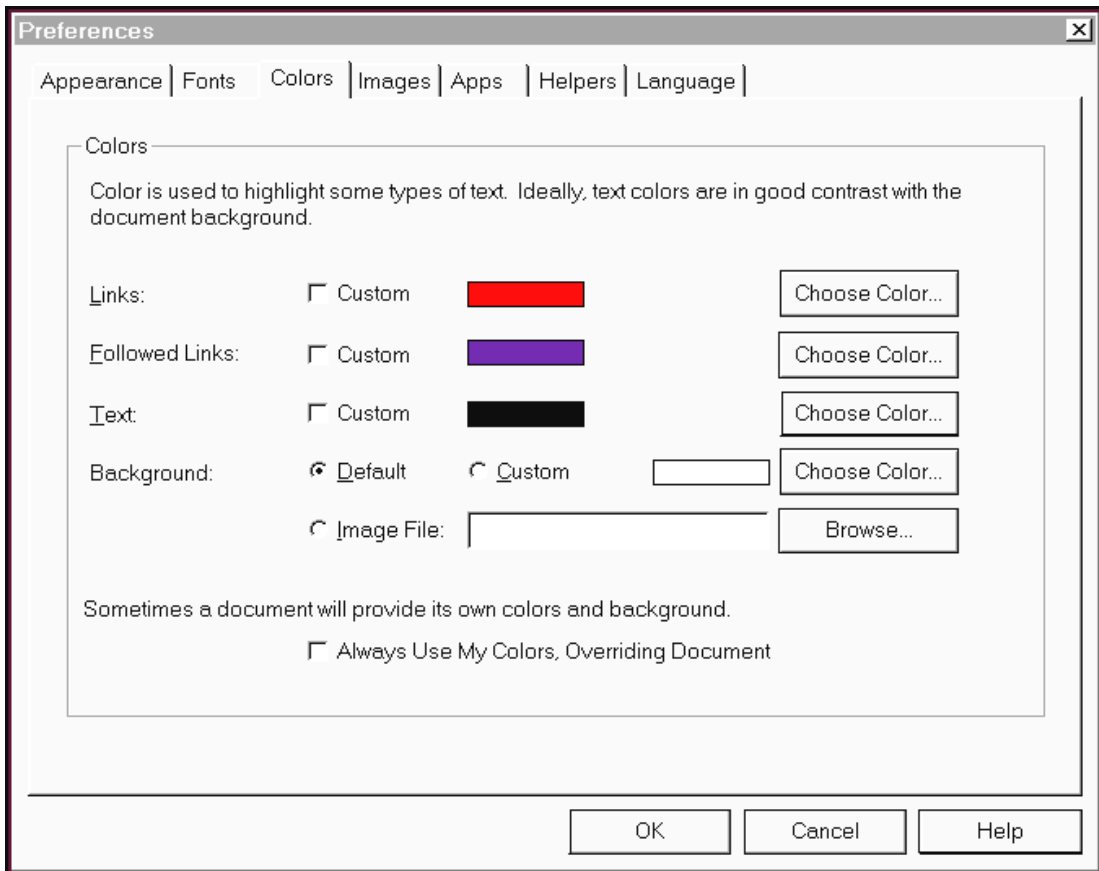 Preferences
Appearance Fonts Colors Images Apps Helpers Language
Colors
Color is used to highlight some types of text. Ideally, text colors are in good contrast with the
document background.
Links: Custom Choose Color...
Followed Links: Custom Choose Color...
Text: Custom Choose Color...
Background: Default Custom Choose Color...
Image File: Browse...
Sometimes a document will provide its own colors and background.
Always Use My Colors, Overriding Document
OK Cancel Help